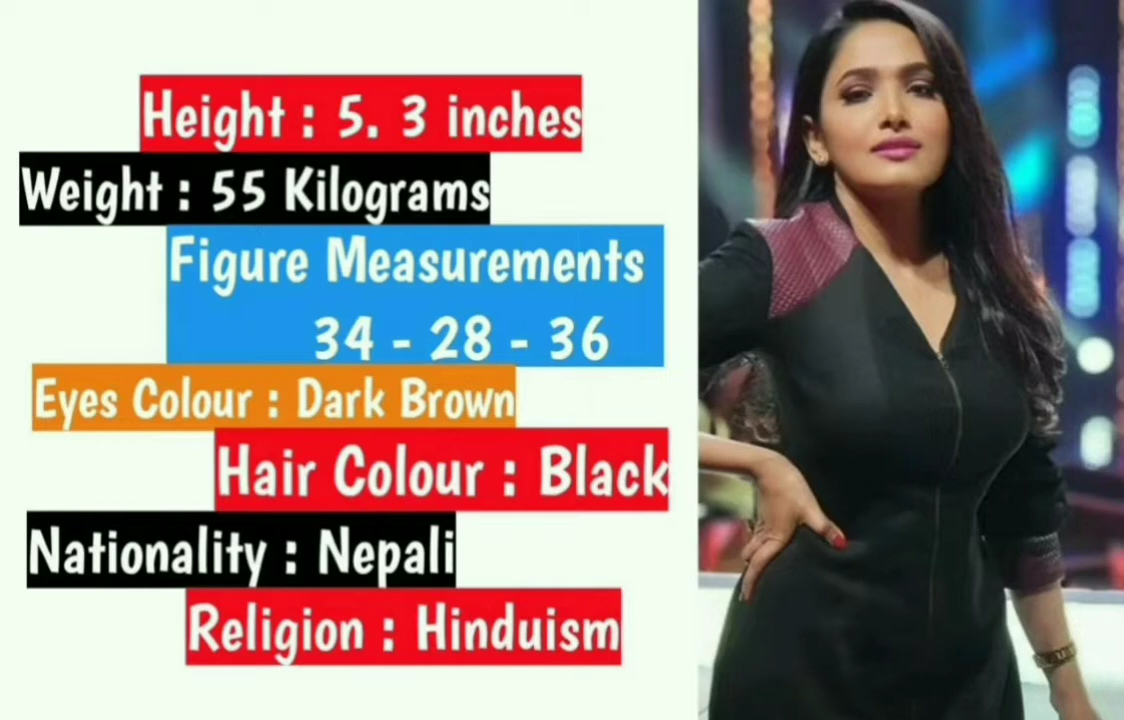 Height : 5. 3 inches
Weight : 55 Kilograms
Figure Measurements
34 - 28 - 36
Eyes Colour : Dark Brown
Hair Colour : Black
Nationality : Nepali
Religion : Hinduism